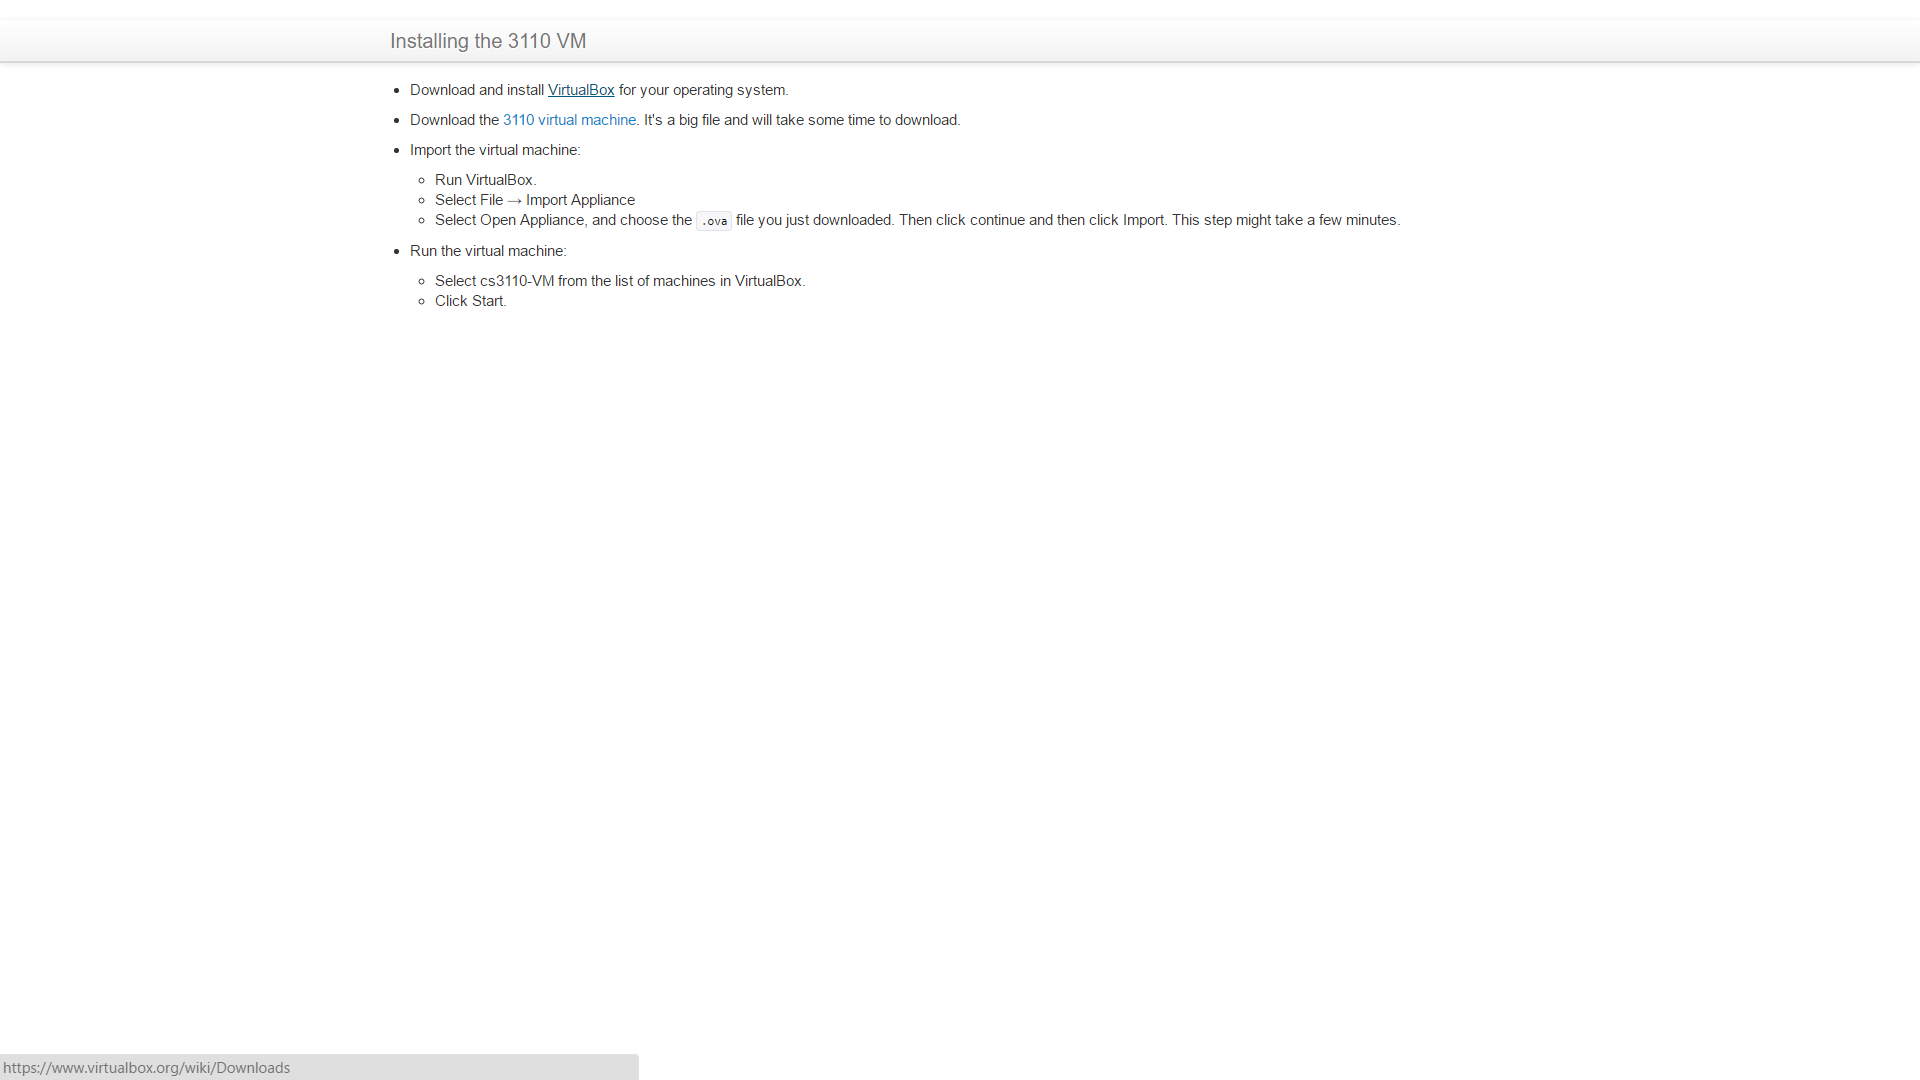 Installing the 3110 VM
Download and install VirtualBox for your operating system.
Download the 3110 virtual machine. It's a big file and will take some time to download.
Import the virtual machine:
Run VirtualBox.
Select File → Import Appliance
Select Open Appliance, and choose the .ova file you just downloaded. Then click continue and then click Import. This step might take a few minutes.
Run the virtual machine:
Select cs3110-VM from the list of machines in VirtualBox.
Click Start.
https://www.virtualbox.org/wiki/Downloads